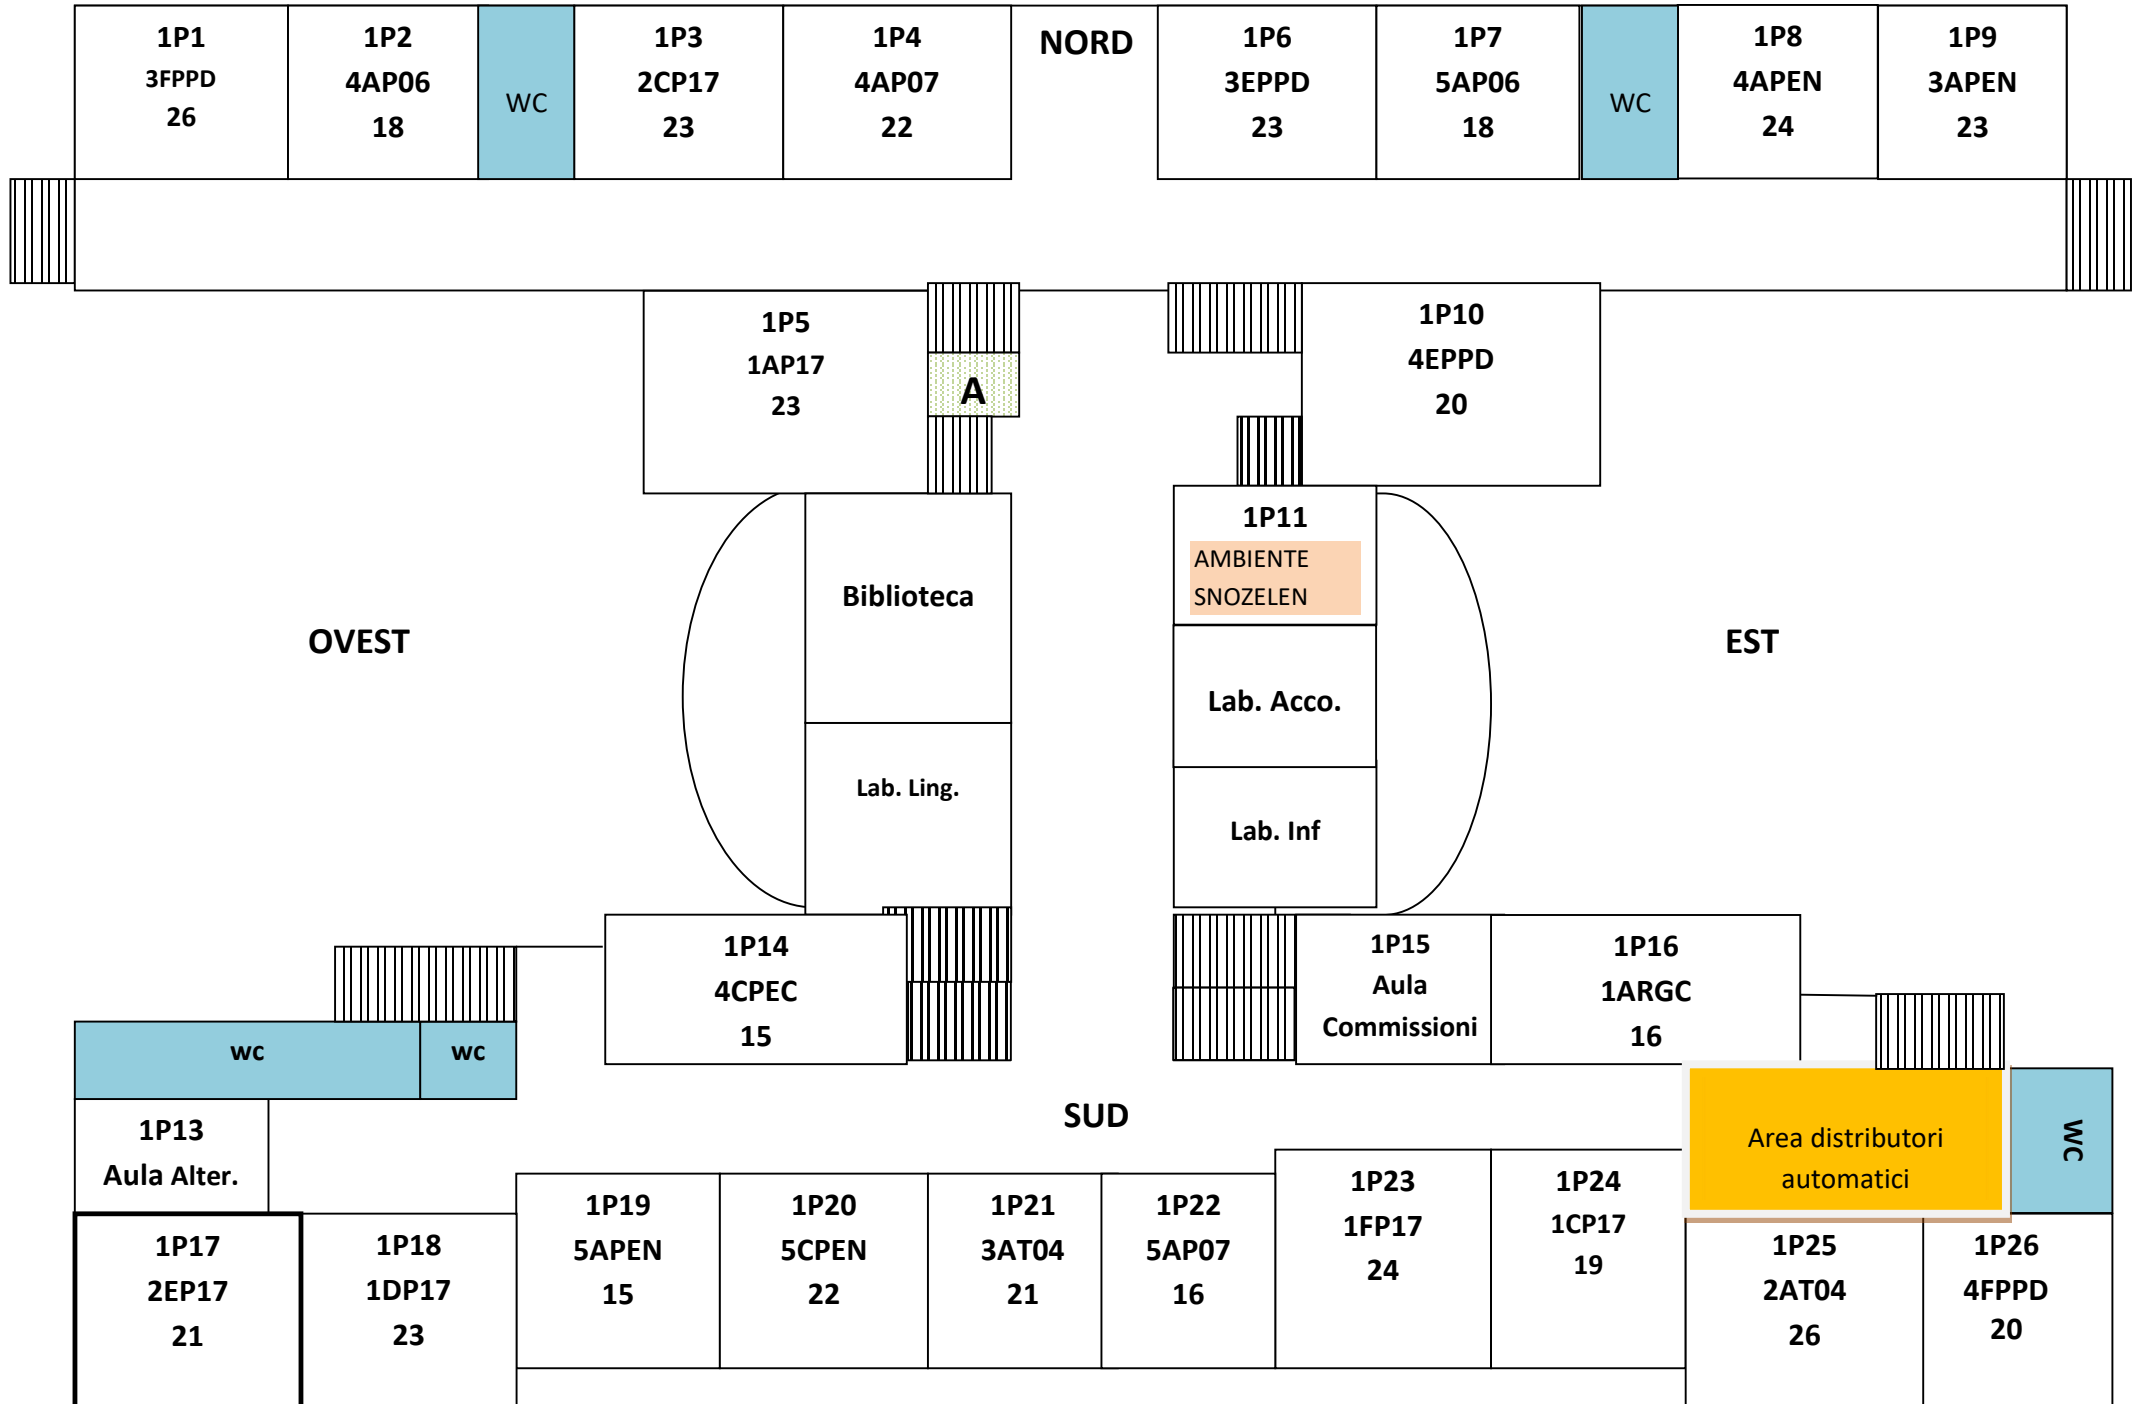 1P1
3FPPD
26
1P2
4AP06
18
WC
1P3
2CP17
23
1P4
4AP07
22
NORD
1P6
3EPPD
23
1P7
5AP06
18
WC
1P8
4APEN
24
1P9
3APEN
23
1P5
1AP17
23
A
1P10
4EPPD
20
OVEST
Biblioteca
1P11
AMBIENTE
SNOZELEN
EST
Lab. Acco.
Lab. Ling.
Lab. Inf
1P14
4CPEC
15
1P15
Aula
Commissioni
1P16
1ARGC
16
wc
wc
SUD
1P13
Aula Alter.
Area distributori
automatici
WC
1P17
2EP17
21
1P18
1DP17
23
1P19
5APEN
15
1P20
5CPEN
22
1P21
3AT04
21
1P22
5AP07
16
1P23
1FP17
24
1P24
1CP17
19
1P25
2AT04
26
1P26
4FPPD
20